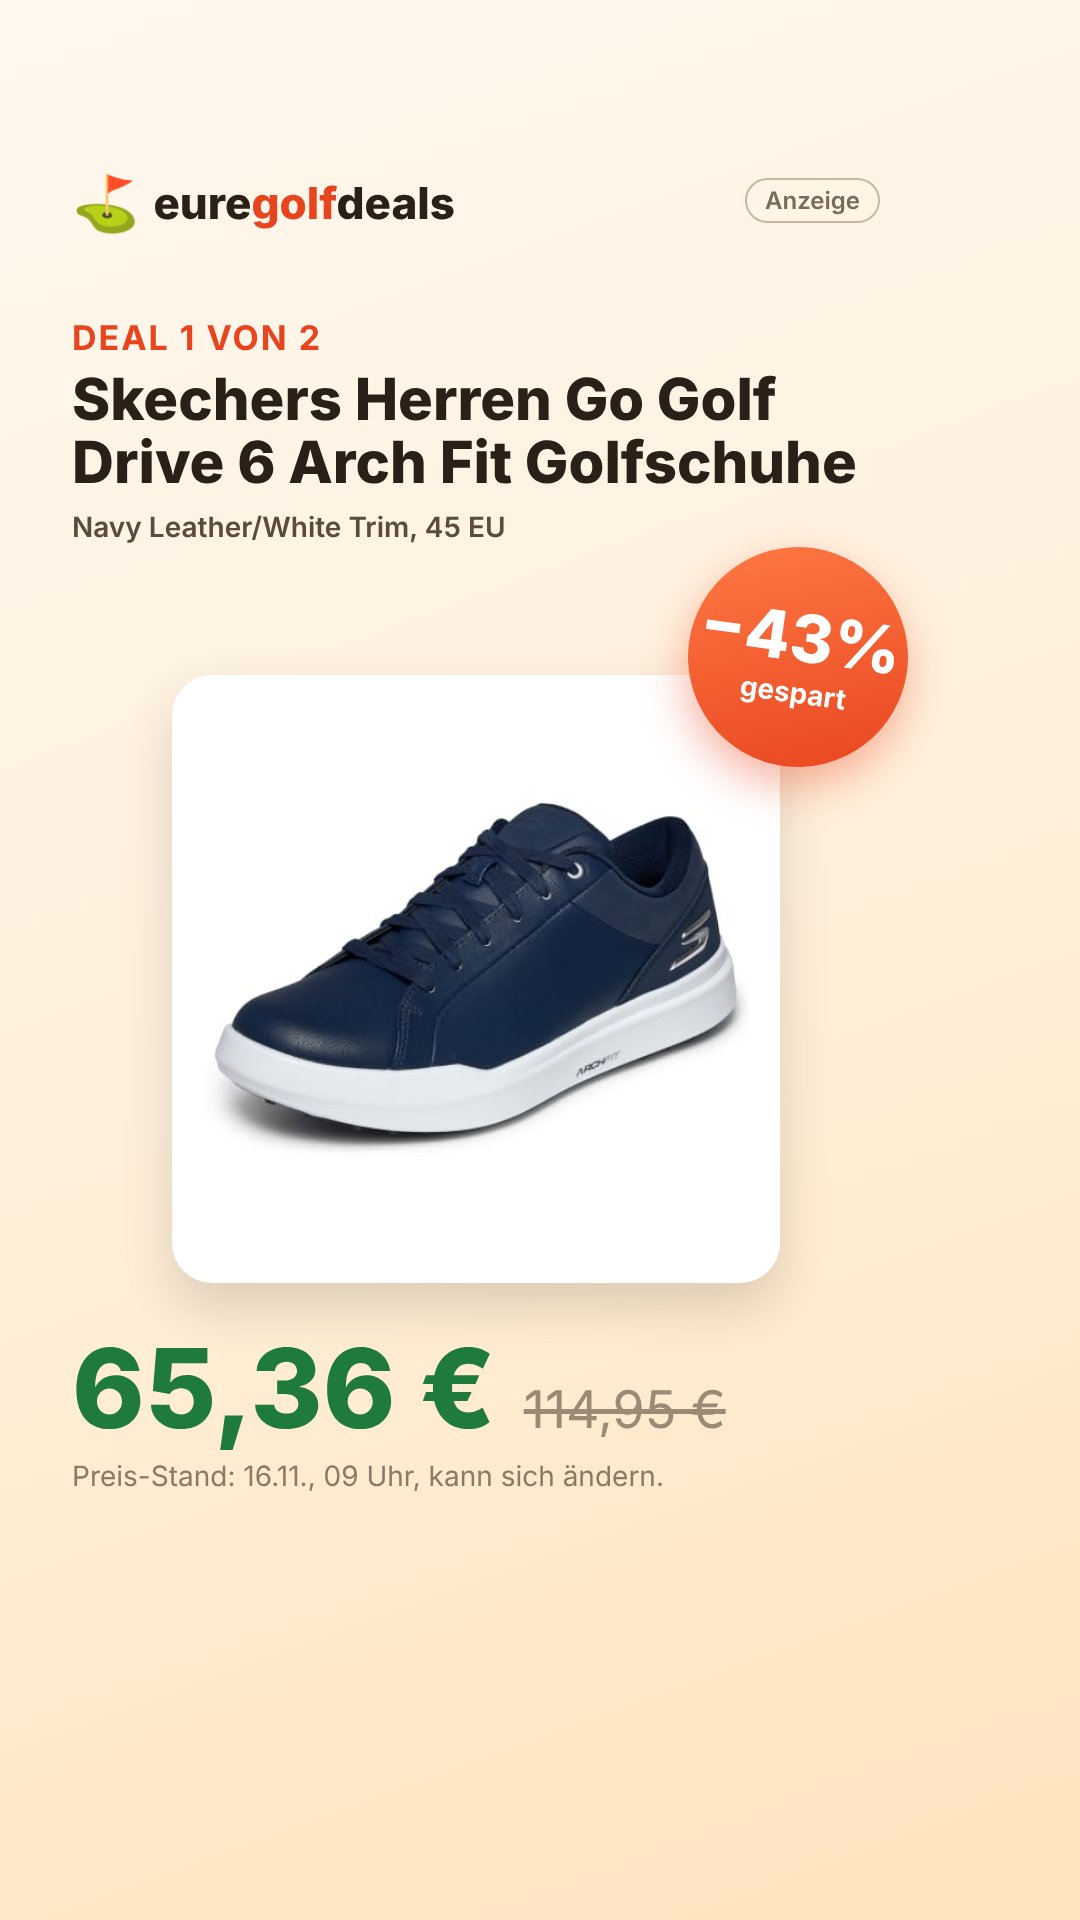 euregolfdeals
Anzeige
DEAL 1 VON 2
Skechers Herren Go Golf
Drive 6 Arch Fit Golfschuhe
Navy Leather/White Trim, 45 EU
−43%
gespart
ARCHFIT
65,36 € 114,95 €
Preis-Stand: 16.11., 09 Uhr, kann sich ändern.